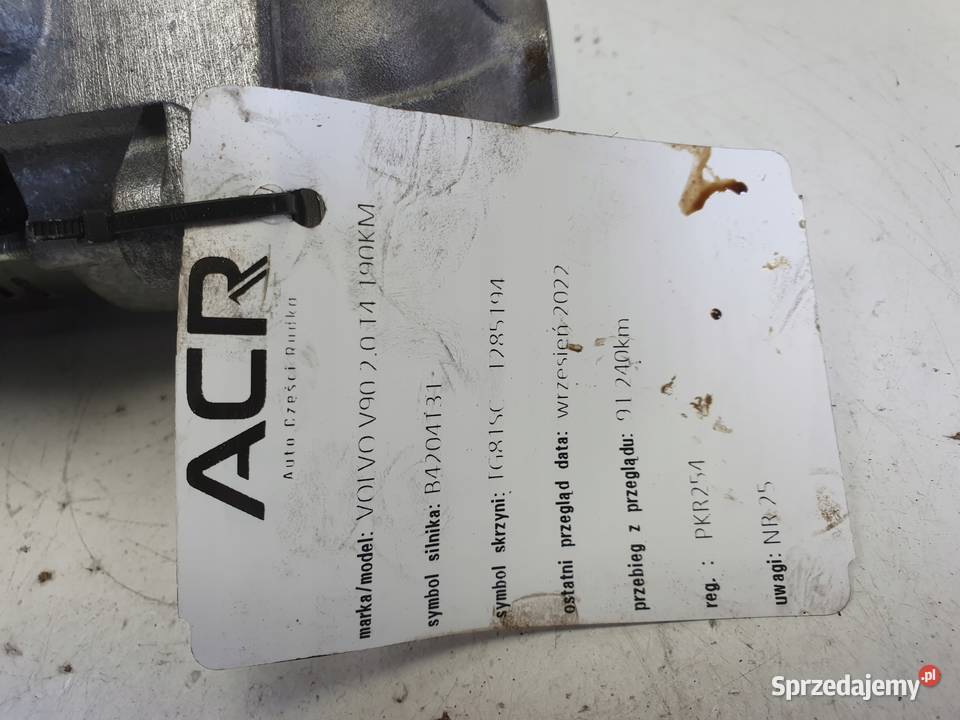 ACR
Auto Części Rudka
marka/model: VOLVO V90 2.0 T4 190KM
symbol silnika: B4204T31
symbol skrzyni: TG81SC 1285194
ostatni przegląd data: wrzesień 2022
przebieg z przeglądu: 91 240km
reg. : PKR254
uwagi: NR 25
Sprzedajemy.pl